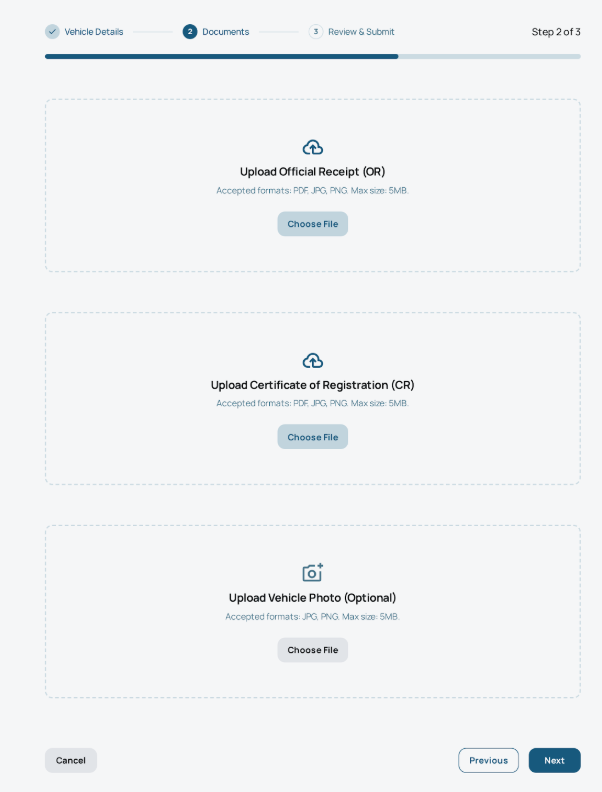 Vehicle Details
2
Documents
3
Review & Submit
Step 2 of 3
Upload Official Receipt (OR)
Accepted formats: PDF, JPG, PNG. Max size: 5MB.
Choose File
Upload Certificate of Registration (CR)
Accepted formats: PDF, JPG, PNG. Max size: 5MB.
Choose File
Upload Vehicle Photo (Optional)
Accepted formats: JPG, PNG. Max size: 5MB.
Choose File
Cancel
Previous
Next